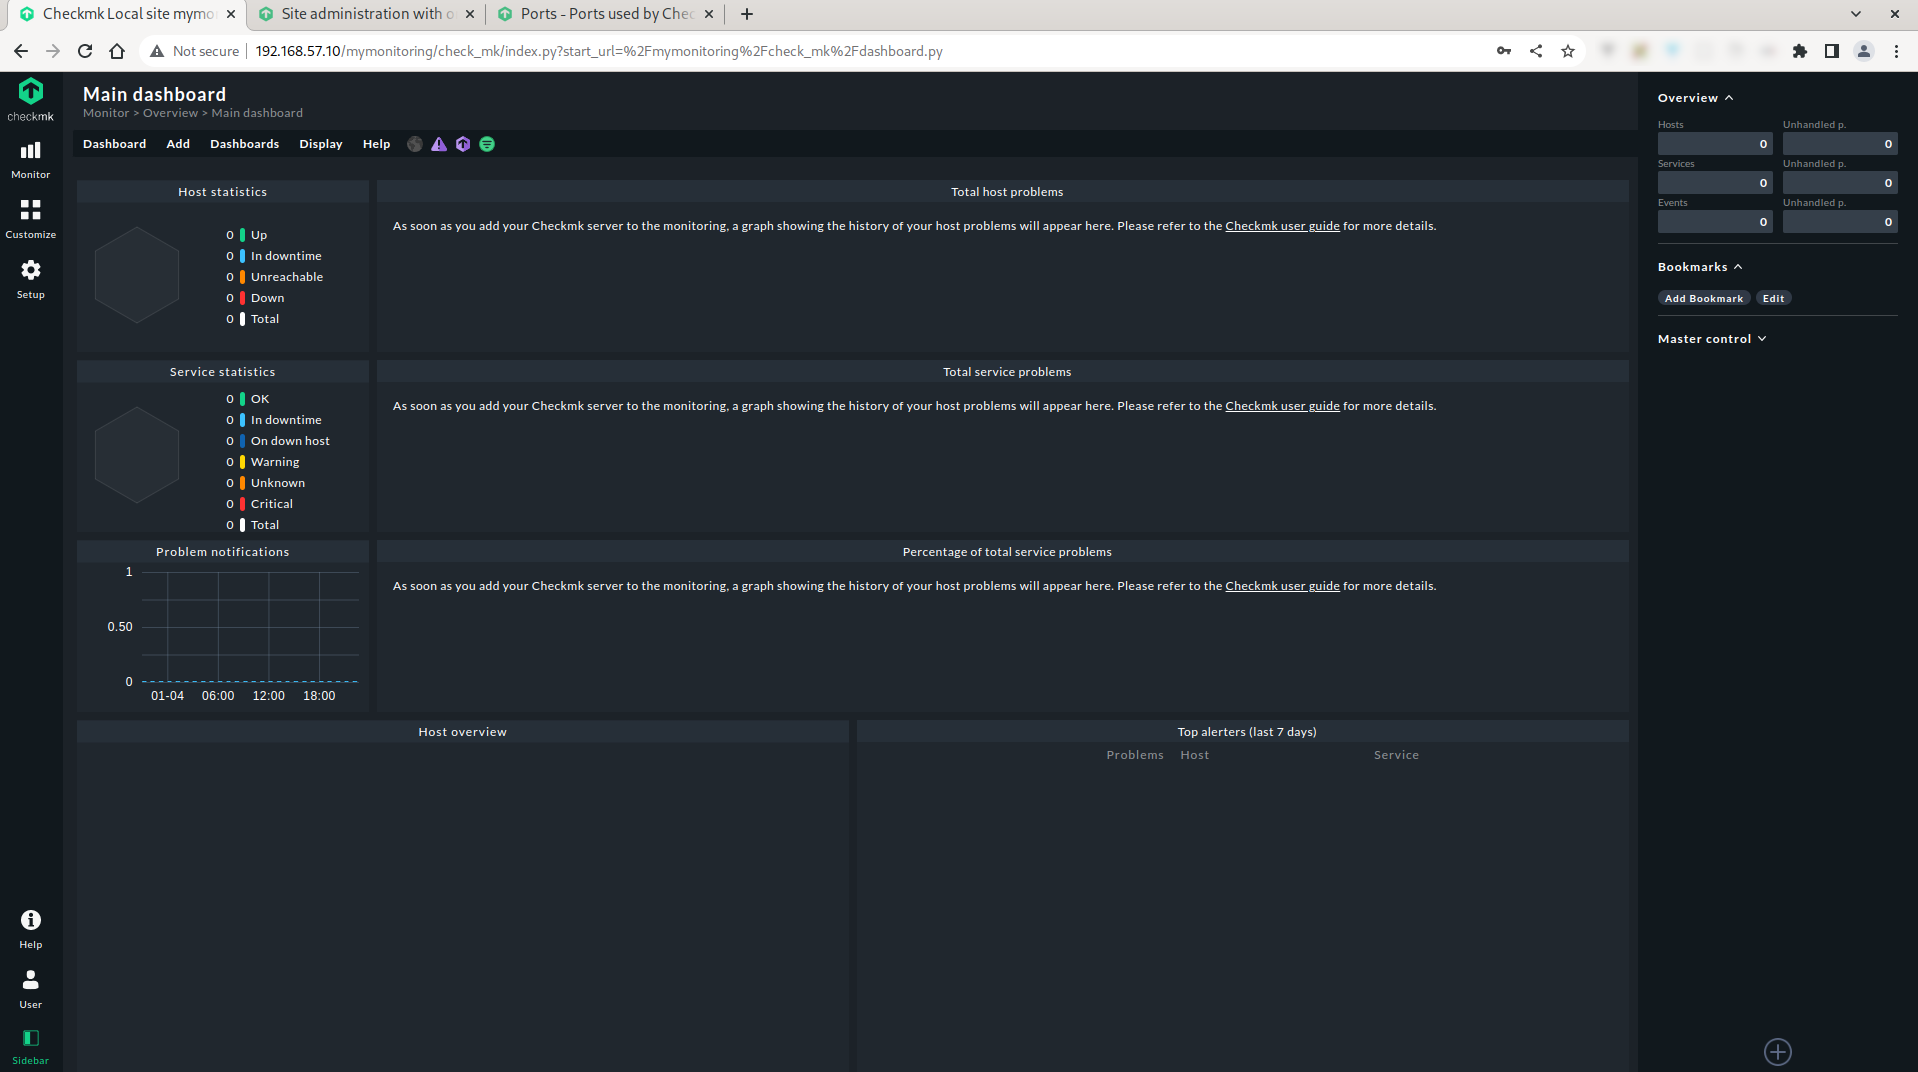 Checkmk Local site mymo
Site administration with o
Ports - Ports used by Chec
Not secure
192.168.57.10/mymonitoring/check_mk/index.py?start_url=%2Fmymonitoring%2Fcheck_mk%2Fdashboard.py
checkmk
Monitor
Customize
Setup
Help
User
Sidebar
Main dashboard
Monitor > Overview > Main dashboard
Dashboard Add Dashboards Display Help
Host statistics
0 Up
0 In downtime
0 Unreachable
0 Down
0 Total
Total host problems
As soon as you add your Checkmk server to the monitoring, a graph showing the history of your host problems will appear here. Please refer to the Checkmk user guide for more details.
Service statistics
0 OK
0 In downtime
0 On down host
0 Warning
0 Unknown
0 Critical
0 Total
Total service problems
As soon as you add your Checkmk server to the monitoring, a graph showing the history of your host problems will appear here. Please refer to the Checkmk user guide for more details.
Problem notifications
1
0.50
0
01-04 06:00 12:00 18:00
Percentage of total service problems
As soon as you add your Checkmk server to the monitoring, a graph showing the history of your host problems will appear here. Please refer to the Checkmk user guide for more details.
Host overview
Top alerters (last 7 days)
Problems Host Service
Overview
Hosts Unhandled p.
0 0
Services Unhandled p.
0 0
Events Unhandled p.
0 0
Bookmarks
Add Bookmark Edit
Master control